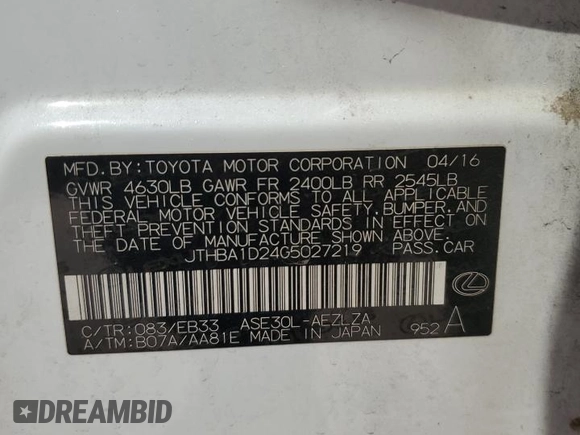 MFD. BY: TOYOTA MOTOR CORPORATION 04/16
GVWR 4630LB GAWR FR 2400LB RR 2545LB
THIS VEHICLE CONFORMS TO ALL APPLICABLE
FEDERAL MOTOR VEHICLE SAFETY, BUMPER, AND
THEFT PREVENTION STANDARDS IN EFFECT ON
THE DATE OF MANUFACTURE SHOWN ABOVE.
JTHBA1D24G5027219 PASS. CAR
C/TR: 083/EB33 ASE30L-AEZLZA
A/TM: B07A/AA81E MADE IN JAPAN 952 A
DREAMBID